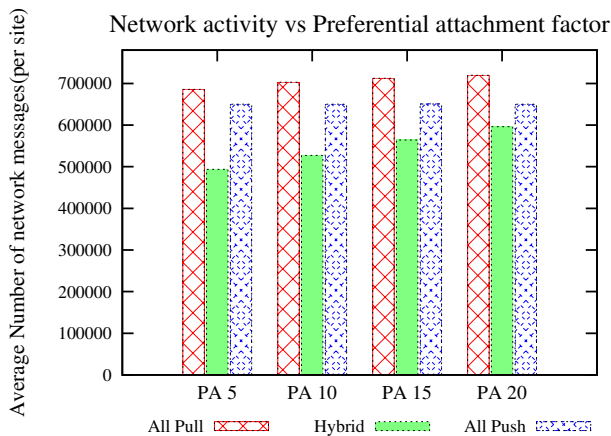 Network activity vs Preferential attachment factor
Average Number of network messages(per site)
700000
600000
500000
400000
300000
200000
100000
0
PA 5 PA 10 PA 15 PA 20
All Pull Hybrid All Push